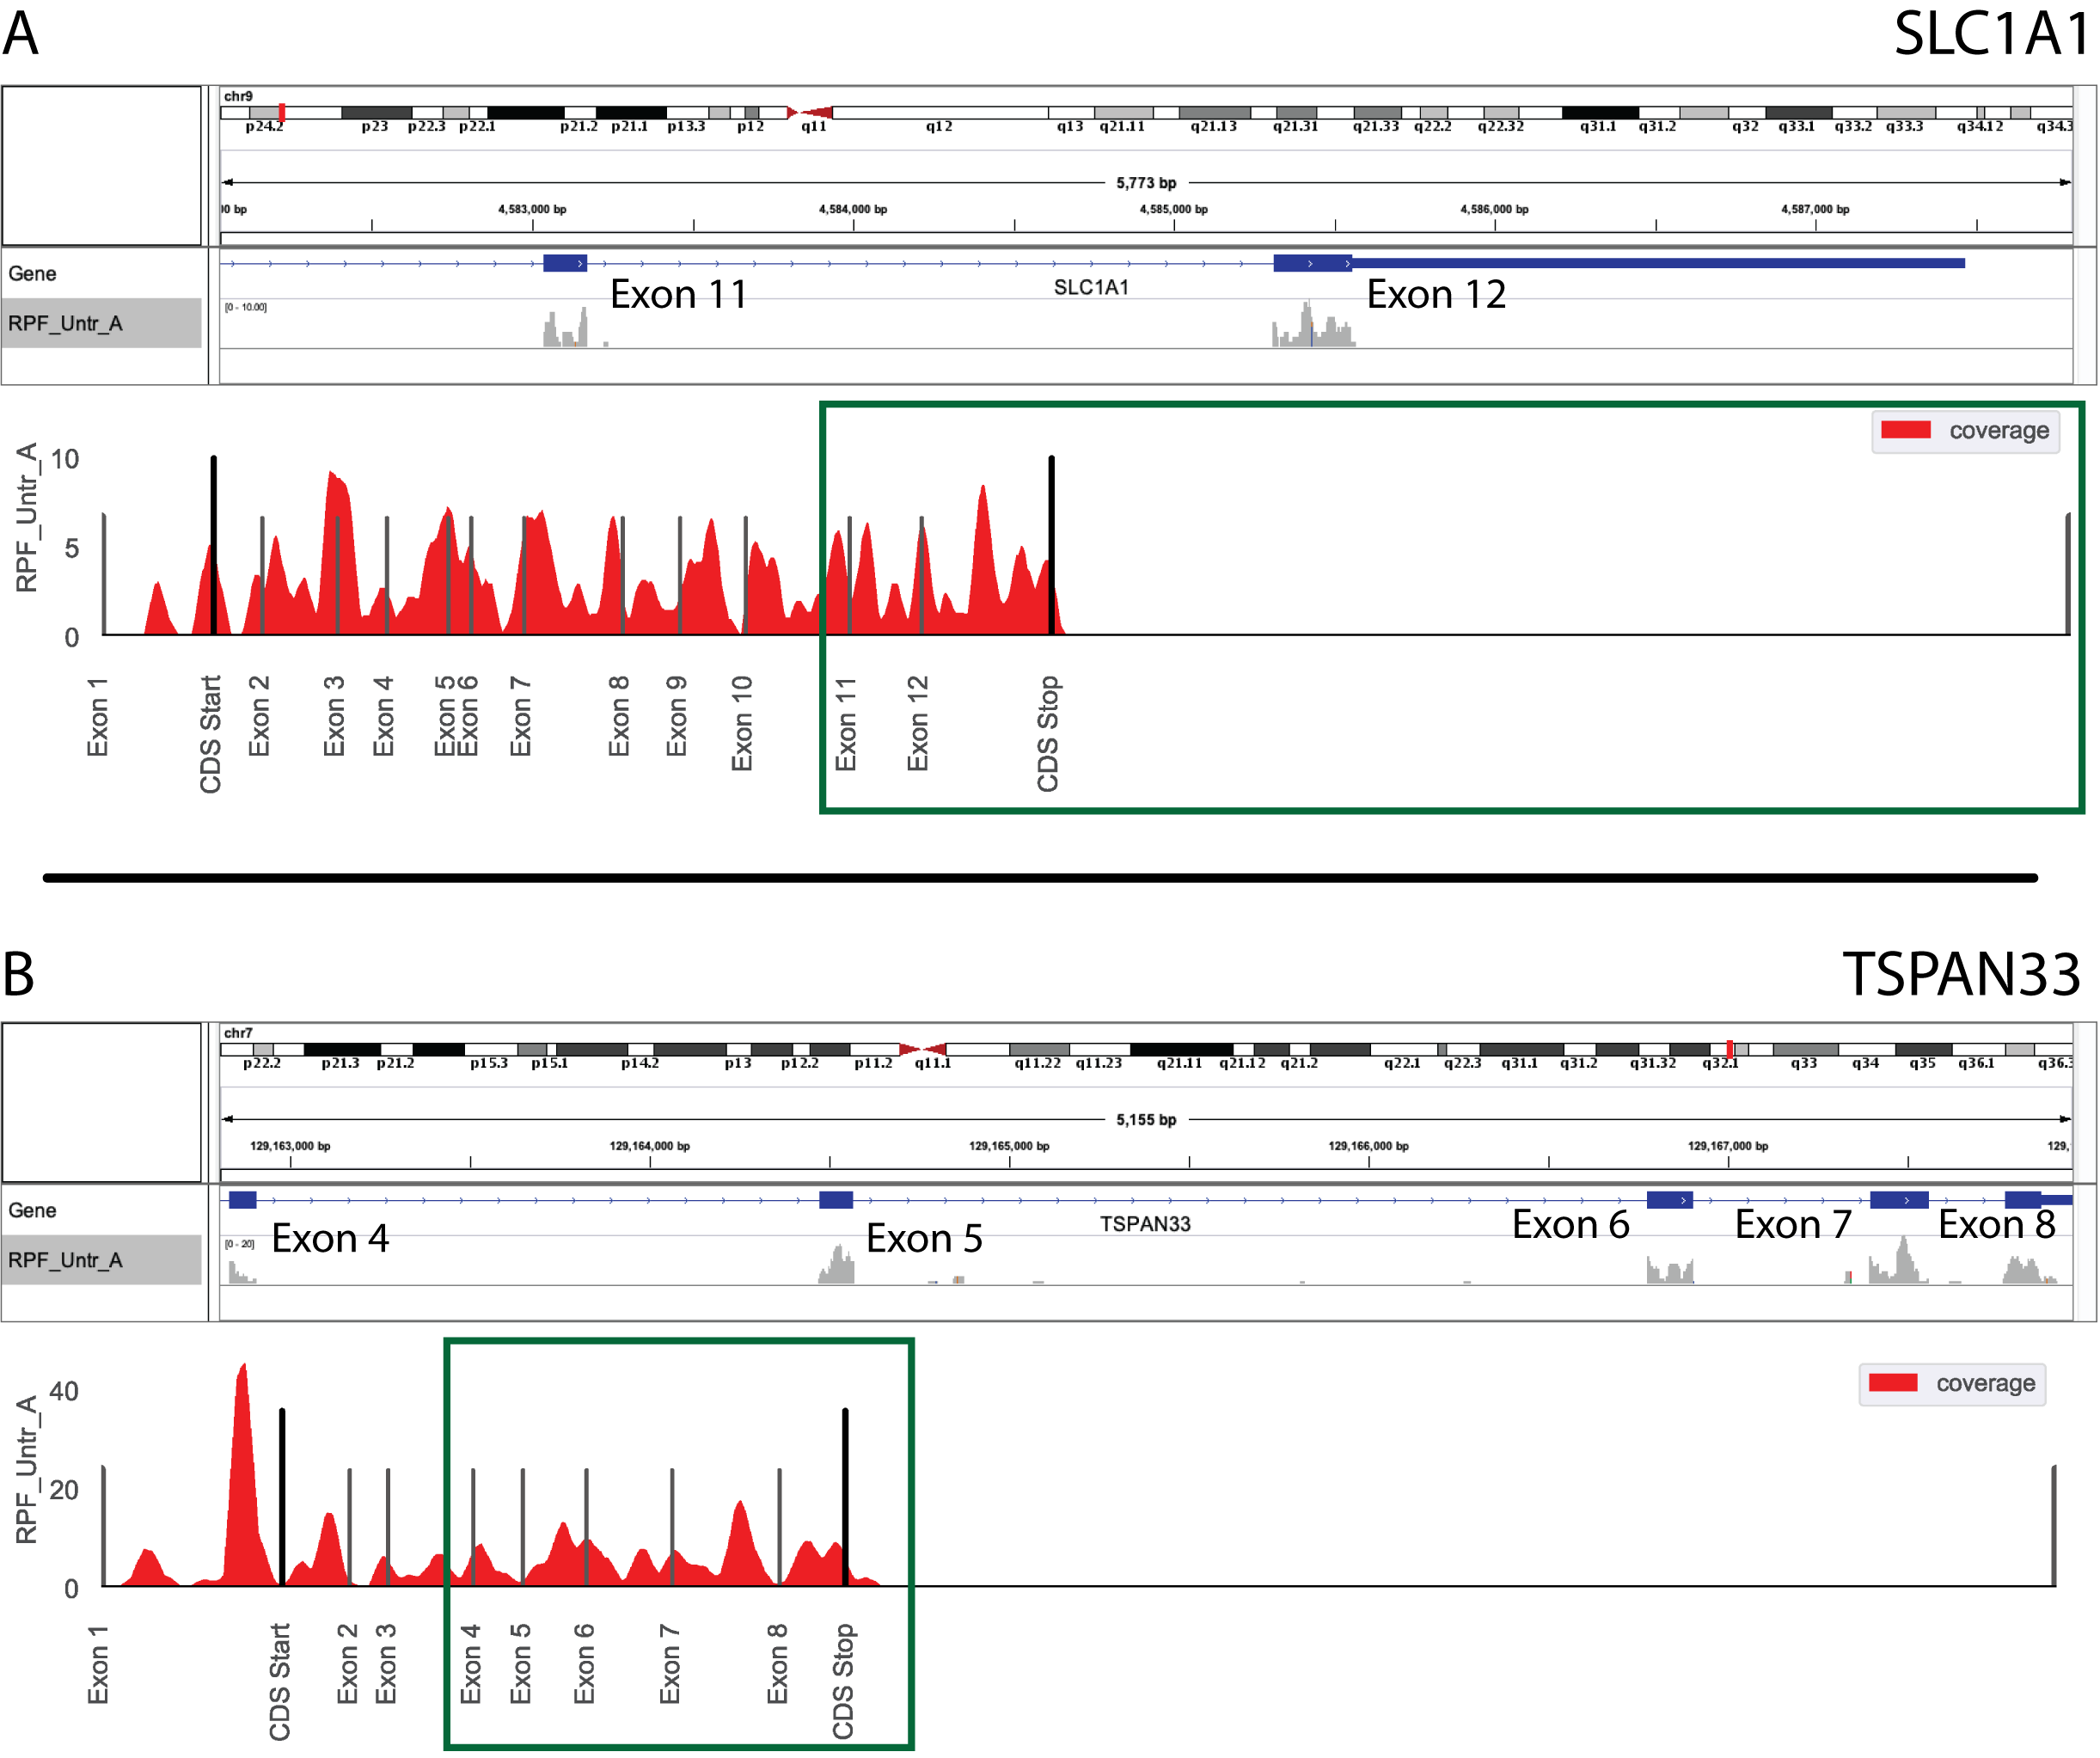 A
SLC1A1
chr9
p24.2 p23 p22.3 p22.1 p21.2 p21.1 p13.3 p12 q11 q12 q13 q21.11 q21.13 q21.31 q21.33 q22.2 q22.32 q31.1 q31.2 q32 q33.1 q33.2 q33.3 q34.12 q34.3
5,773 bp
00 bp 4,583,000 bp 4,584,000 bp 4,585,000 bp 4,586,000 bp 4,587,000 bp
Gene
Exon 11 SLC1A1 Exon 12
RPF_Untr_A
[0 - 10.00]
coverage
RPF_Untr_A
10
5
0
Exon 1 CDS Start Exon 2 Exon 3 Exon 4 Exon 5 Exon 6 Exon 7 Exon 8 Exon 9 Exon 10 Exon 11 Exon 12 CDS Stop
B
TSPAN33
chr7
p22.2 p21.3 p21.2 p15.3 p15.1 p14.2 p13 p12.2 p11.2 q11.1 q11.22 q11.23 q21.11 q21.12 q21.2 q22.1 q22.3 q31.1 q31.2 q31.32 q32.1 q33 q34 q35 q36.1 q36.3
5,155 bp
129,163,000 bp 129,164,000 bp 129,165,000 bp 129,166,000 bp 129,167,000 bp 129,
Gene
Exon 4 Exon 5 TSPAN33 Exon 6 Exon 7 Exon 8
RPF_Untr_A
[0 - 20]
coverage
RPF_Untr_A
40
20
0
Exon 1 CDS Start Exon 2 Exon 3 Exon 4 Exon 5 Exon 6 Exon 7 Exon 8 CDS Stop